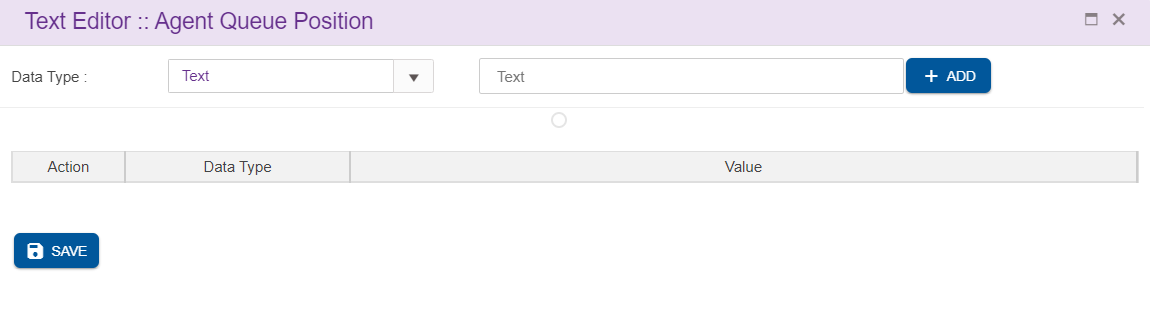 Text Editor :: Agent Queue Position
Data Type : Text Text ADD
Action Data Type Value
SAVE